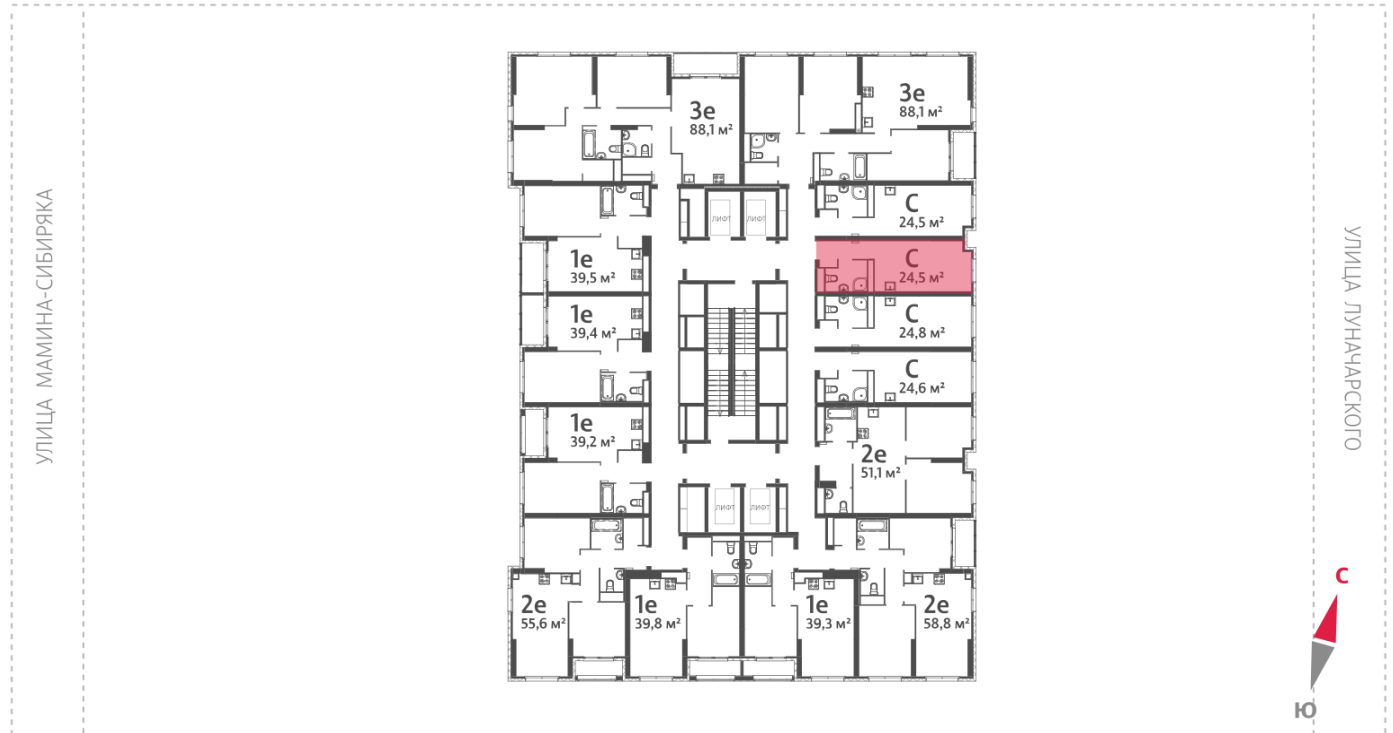 УЛИЦА МАМИНА-СИБИРЯКА
3е
88,1 м²
3е
88,1 м²
ЛИФТ
ЛИФТ
С
24,5 м²
1е
39,5 м²
С
24,5 м²
1е
39,4 м²
С
24,8 м²
С
24,6 м²
1е
39,2 м²
2е
51,1 м²
ЛИФТ
ЛИФТ
2е
55,6 м²
1е
39,8 м²
1е
39,3 м²
2е
58,8 м²
УЛИЦА ЛУНАЧАРСКОГО
С
Ю